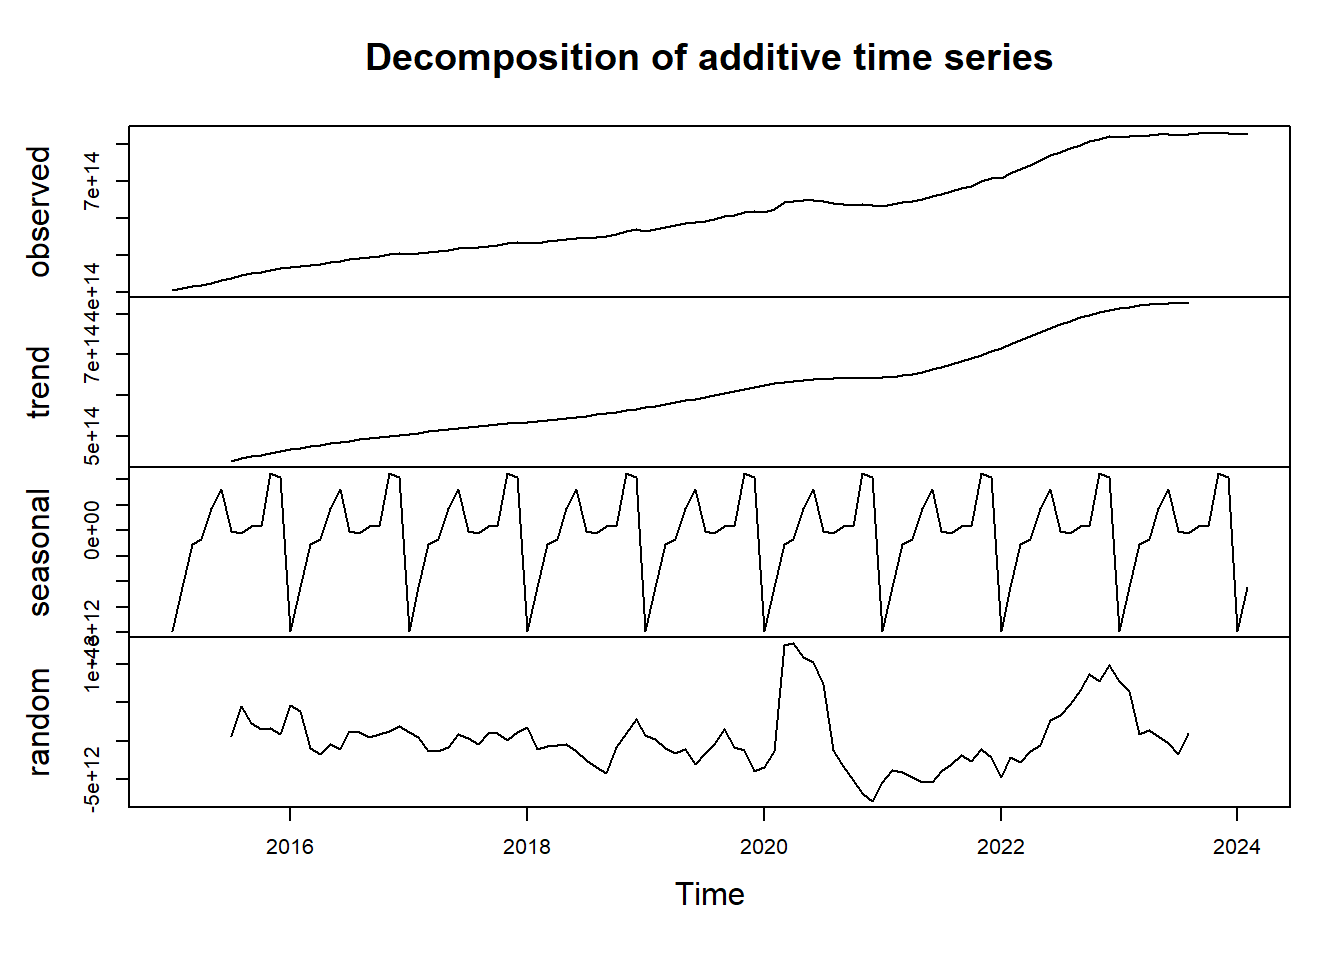 Decomposition of additive time series
observed
4e+14
7e+14
trend
5e+14
7e+14
seasonal
0e+00
random
-5e+12
2016
2018
2020
2022
2024
Time